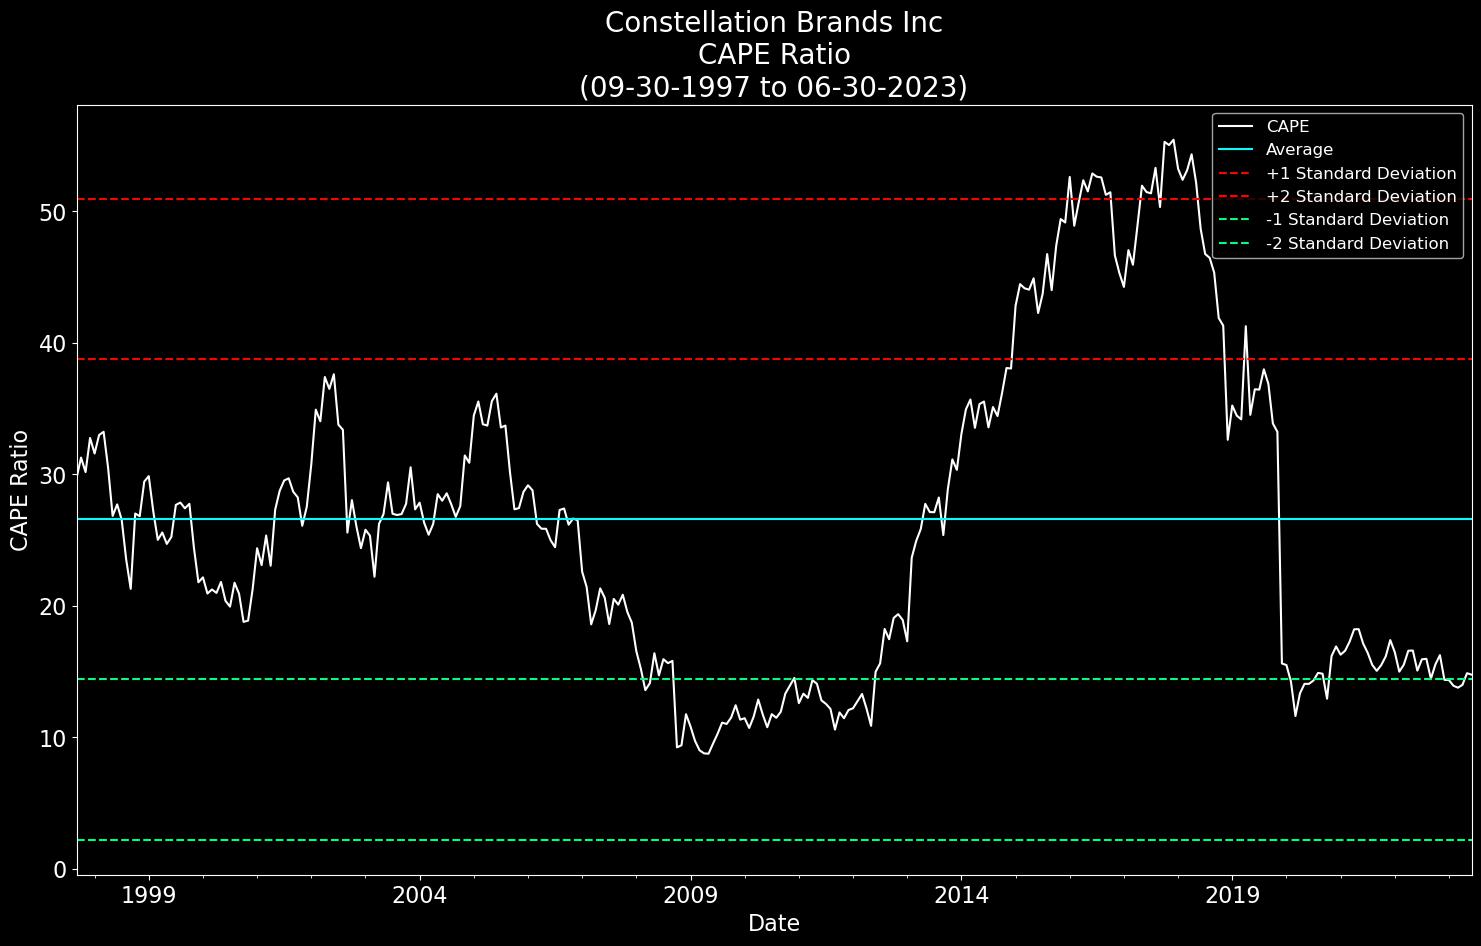 Constellation Brands Inc
CAPE Ratio
(09-30-1997 to 06-30-2023)
CAPE
Average
+1 Standard Deviation
+2 Standard Deviation
-1 Standard Deviation
-2 Standard Deviation
CAPE Ratio
50
40
30
20
10
0
1999
2004
2009
2014
2019
Date